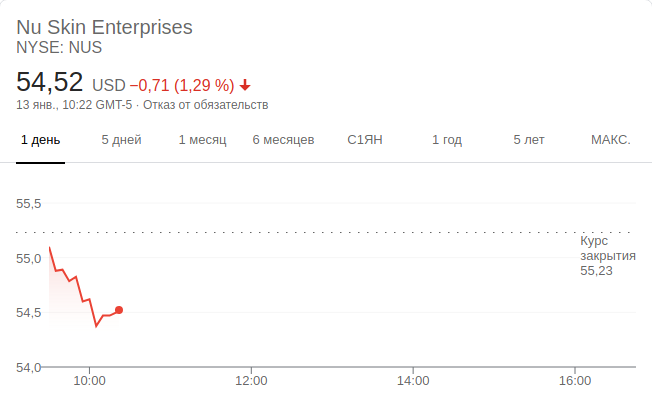 Nu Skin Enterprises
NYSE: NUS
54,52 USD −0,71 (1,29 %)
13 янв., 10:22 GMT-5 · Отказ от обязательств
1 день 5 дней 1 месяц 6 месяцев С1ЯН 1 год 5 лет МАКС.
55,5
Курс
закрытия
55,0
55,23
54,5
54,0
10:00 12:00 14:00 16:00